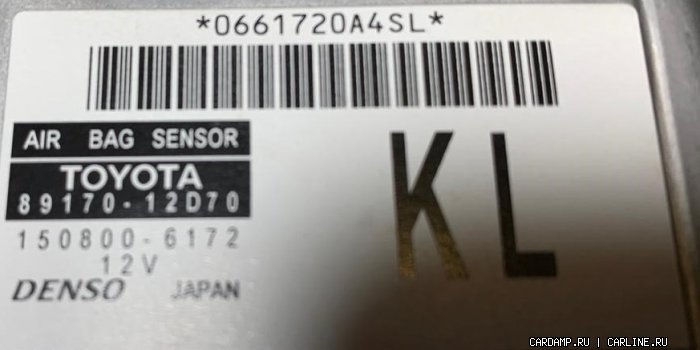 *0661720A4SL*
AIR BAG SENSOR
TOYOTA
89170-12D70
150800-6172
12V
DENSO JAPAN
KL
CARDAMP.RU | CARLINE.RU